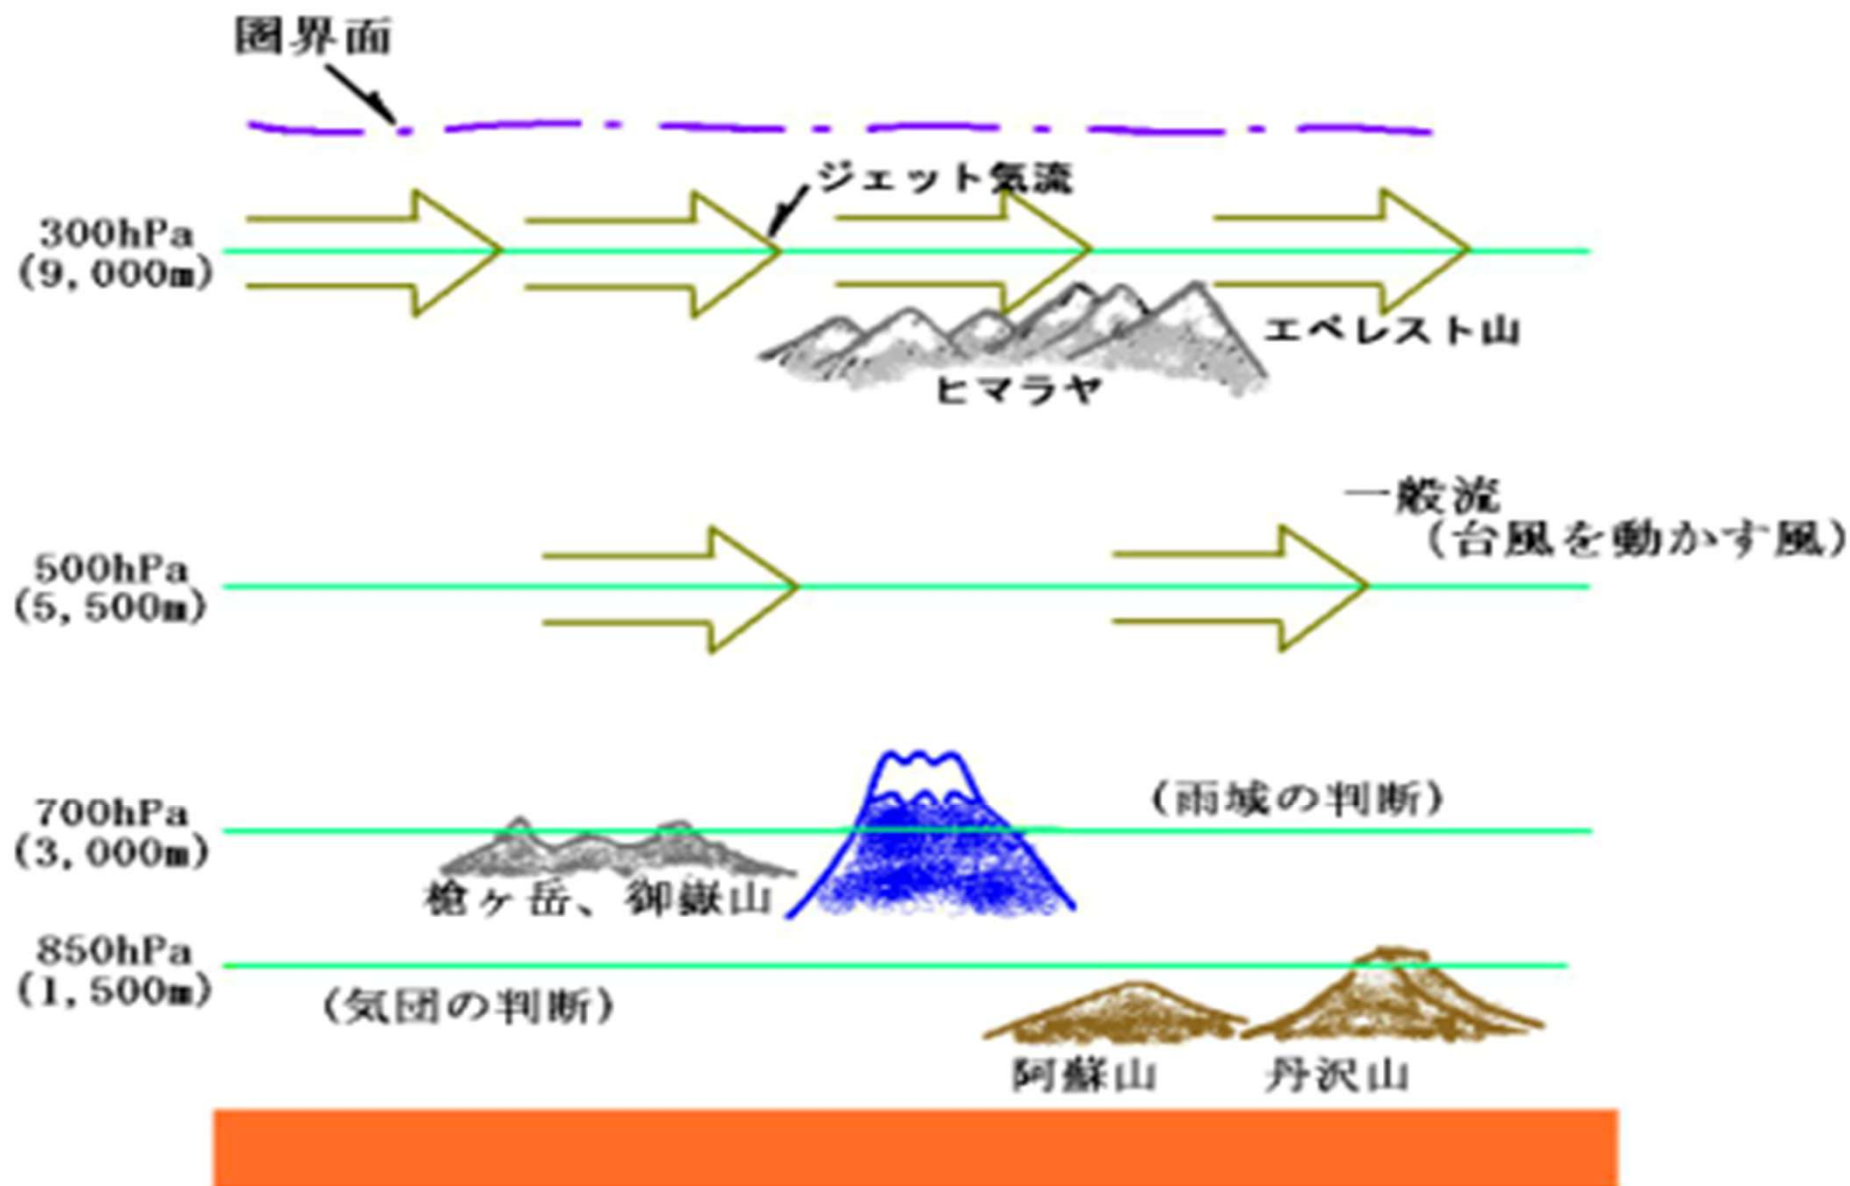 圏界面
ジェット気流
300hPa
(9,000m)
エベレスト山
ヒマラヤ
一般流
(台風を動かす風)
500hPa
(5,500m)
700hPa
(3,000m)
(雨域の判断)
槍ヶ岳、御嶽山
850hPa
(1,500m)
(気団の判断)
阿蘇山
丹沢山